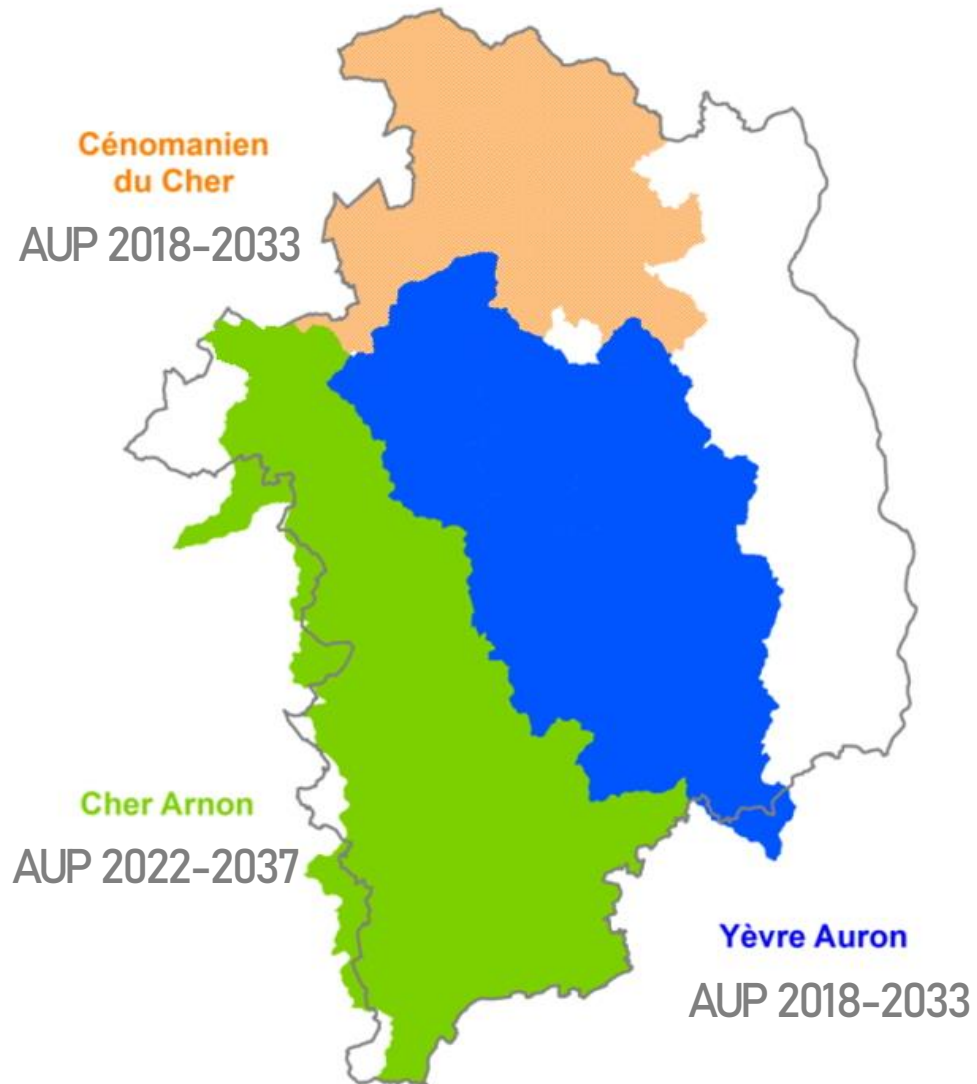 Cénomanien
du Cher
AUP 2018-2033
Cher Arnon
AUP 2022-2037
Yèvre Auron
AUP 2018-2033